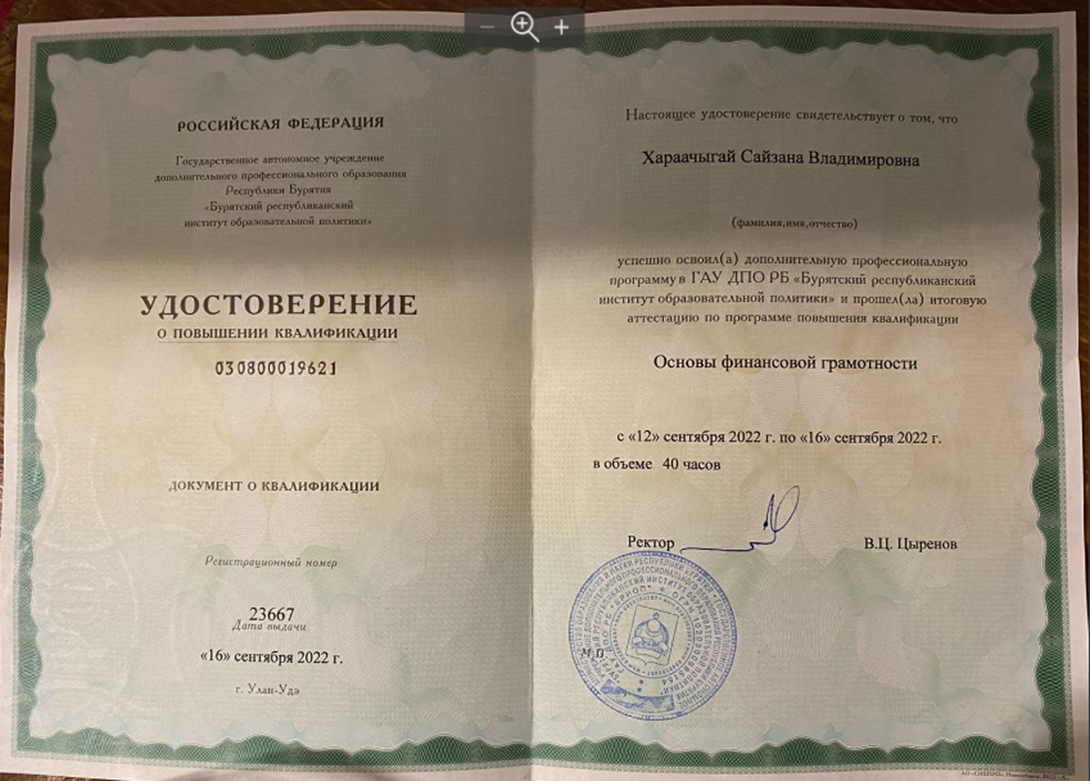 РОССИЙСКАЯ ФЕДЕРАЦИЯ
Государственное автономное учреждение
дополнительного профессионального образования
Республики Бурятия
«Бурятский республиканский
институт образовательной политики»
УДОСТОВЕРЕНИЕ
О ПОВЫШЕНИИ КВАЛИФИКАЦИИ
030800019621
ДОКУМЕНТ О КВАЛИФИКАЦИИ
Регистрационный номер
23667
Дата выдачи
«16» сентября 2022 г.
г. Улан-Удэ
Настоящее удостоверение свидетельствует о том, что
Хараачыгай Сайзана Владимировна
(фамилия,имя,отчество)
успешно освоил(а) дополнительную профессиональную
программу в ГАУ ДПО РБ «Бурятский республиканский
институт образовательной политики» и прошел(ла) итоговую
аттестацию по программе повышения квалификации
Основы финансовой грамотности
с «12» сентября 2022 г. по «16» сентября 2022 г.
в объеме 40 часов
Ректор
В.Ц. Цыренов
М.П.